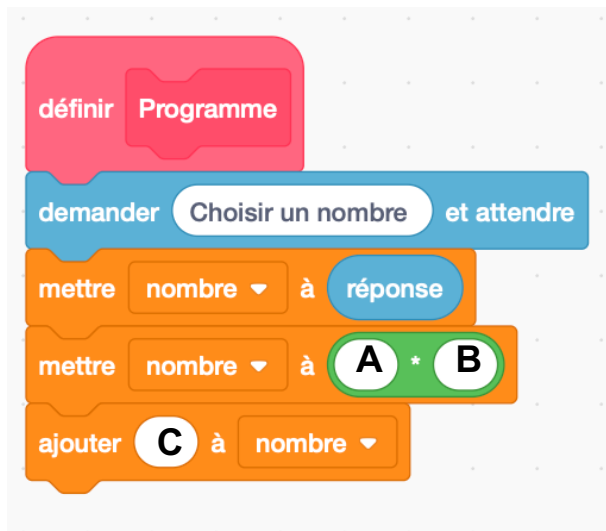 définir Programme
demander Choisir un nombre et attendre
mettre nombre à réponse
mettre nombre à A * B
ajouter C à nombre